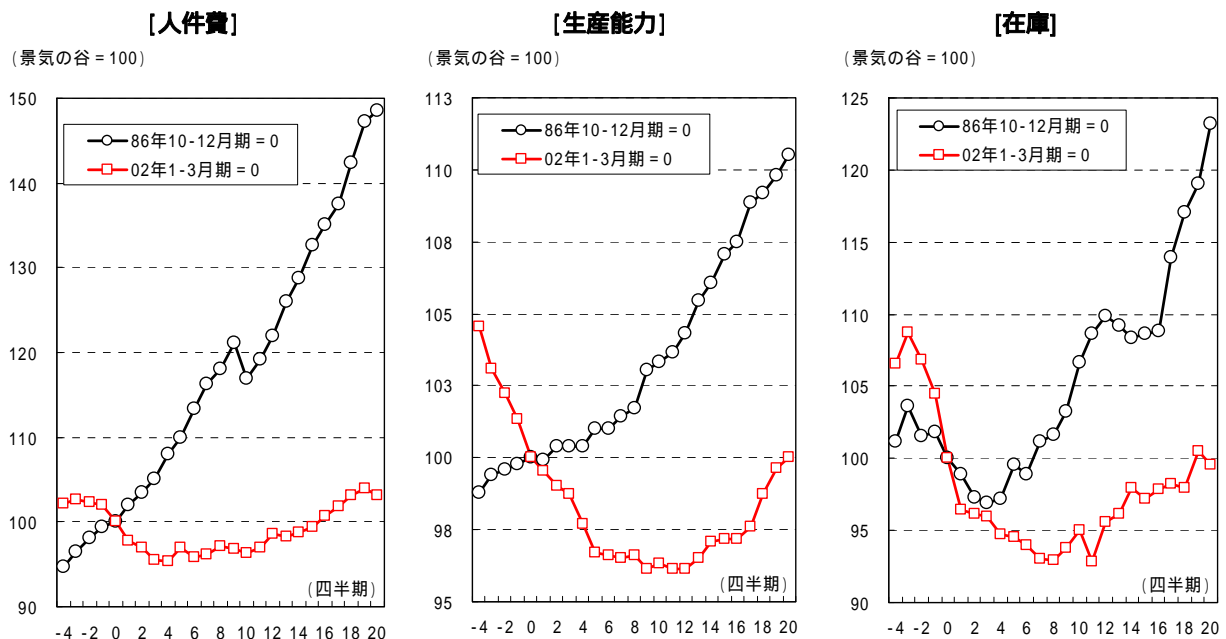 [人件費]
(景気の谷 = 100)
150
140
130
120
110
100
90
86年10-12月期 = 0
02年1-3月期 = 0
(四半期)
-4 -2 0 2 4 6 8 10 12 14 16 18 20
[生産能力]
(景気の谷 = 100)
113
110
108
105
103
100
98
95
86年10-12月期 = 0
02年1-3月期 = 0
(四半期)
-4 -2 0 2 4 6 8 10 12 14 16 18 20
[在庫]
(景気の谷 = 100)
125
120
115
110
105
100
95
90
86年10-12月期 = 0
02年1-3月期 = 0
(四半期)
-4 -2 0 2 4 6 8 10 12 14 16 18 20